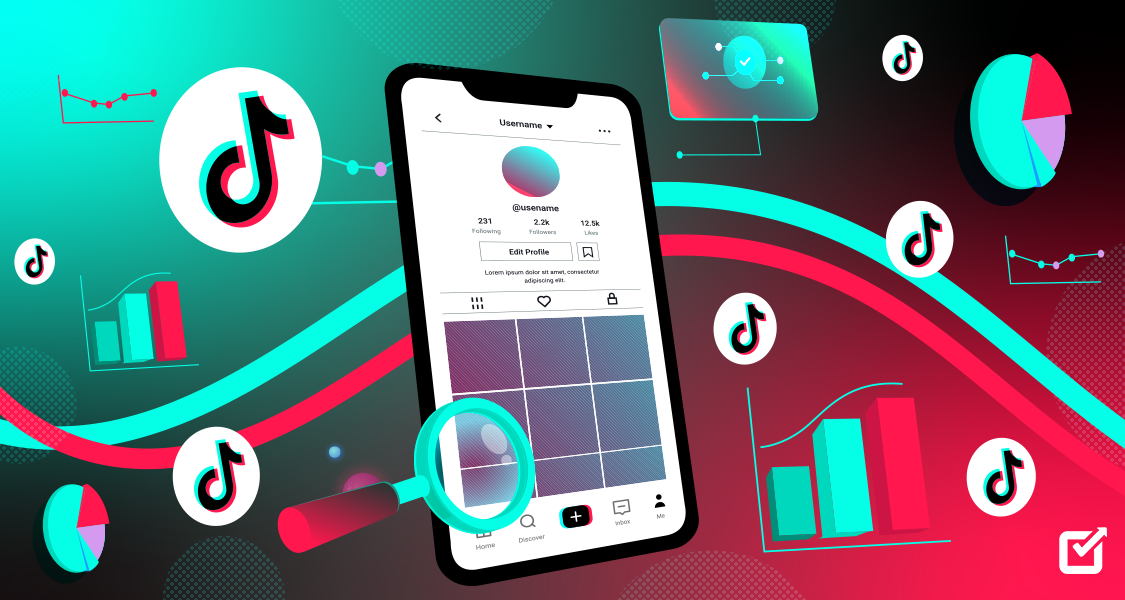 Username
@usename
231 2.2k 12.5k
Following Followers Likes
Edit Profile
Lorem ipsum dolor sit amet, consectetur
adipiscing elit.
Home Discover Inbox Me